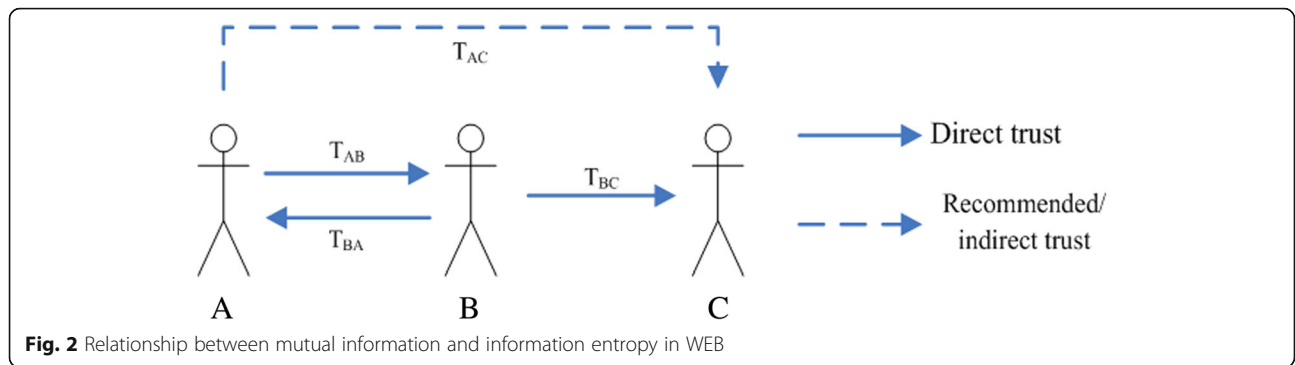 T_AC
T_AB
T_BC
T_BA
Direct trust
Recommended/
indirect trust
A B C
Fig. 2 Relationship between mutual information and information entropy in WEB